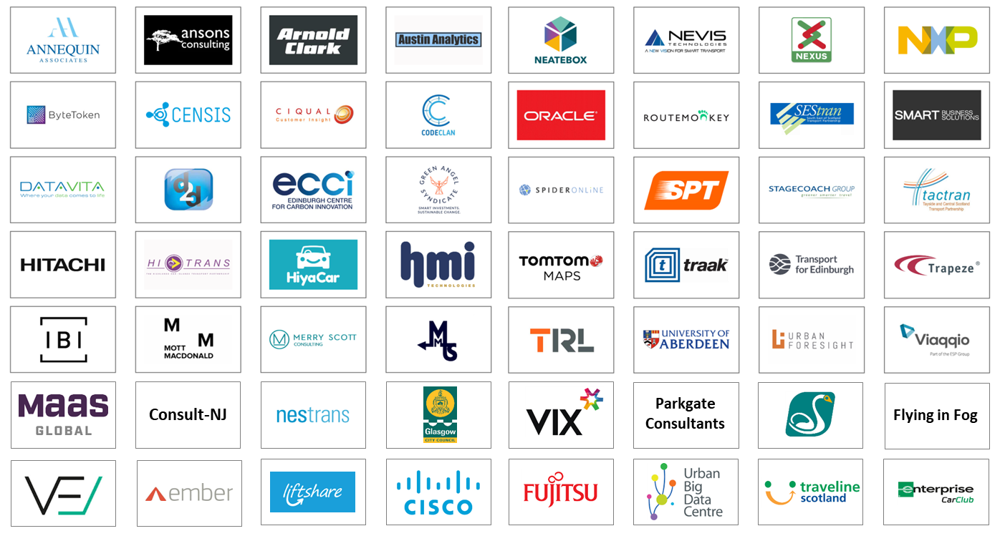 ANNEQUIN
ASSOCIATES
ansons
consulting
Arnold
Clark
Austin Analytics
NEATEBOX
NEVIS
TECHNOLOGIES
A NEW VISION FOR SMART TRANSPORT
NEXUS
NXP
ByteToken
CENSIS
CIQUAL
Customer Insight
CODECLAN
ORACLE
ROUTEMONKEY
SEStran
South East of Scotland
Transport Partnership
SMART BUSINESS
SOLUTIONS
DATAVITA
Where your data comes to life
d2d
ecci
EDINBURGH CENTRE
FOR CARBON INNOVATION
GREEN ANGEL
SYNDICATE
SMART INVESTMENTS.
SUSTAINABLE CHANGE.
SPIDERONLiNE
SPT
STAGECOACH GROUP
greener smarter travel
tactran
Tayside and Central Scotland
Transport Partnership
HITACHI
HITRANS
THE HIGHLANDS AND ISLANDS TRANSPORT PARTNERSHIP
HiyaCar
hmi
TECHNOLOGIES
TOMTOM
MAPS
t traak™
Transport
for Edinburgh
Trapeze®
IBI
M
M
MOTT
MACDONALD
M MERRY SCOTT
CONSULTING
TRL
UNIVERSITY OF
ABERDEEN
URBAN
FORESIGHT
Viaqqio
Part of the ESP Group
MaaS
GLOBAL
Consult-NJ
nestrans
Glasgow
CITY COUNCIL
VIX
Parkgate
Consultants
Flying in Fog
ember
liftshare
CISCO
FUJITSU
Urban
Big
Data
Centre
traveline
scotland
enterprise
CarClub